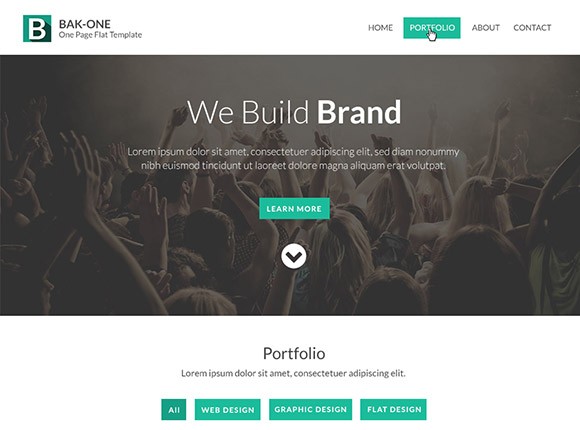 B
BAK-ONE
One Page Flat Template
HOME PORTFOLIO ABOUT CONTACT
We Build Brand
Lorem ipsum dolor sit amet, consectetuer adipiscing elit, sed diam nonummy
nibh euismod tincidunt ut laoreet dolore magna aliquam erat volutpat.
LEARN MORE
Portfolio
Lorem ipsum dolor sit amet, consectetuer adipiscing elit.
All WEB DESIGN GRAPHIC DESIGN FLAT DESIGN